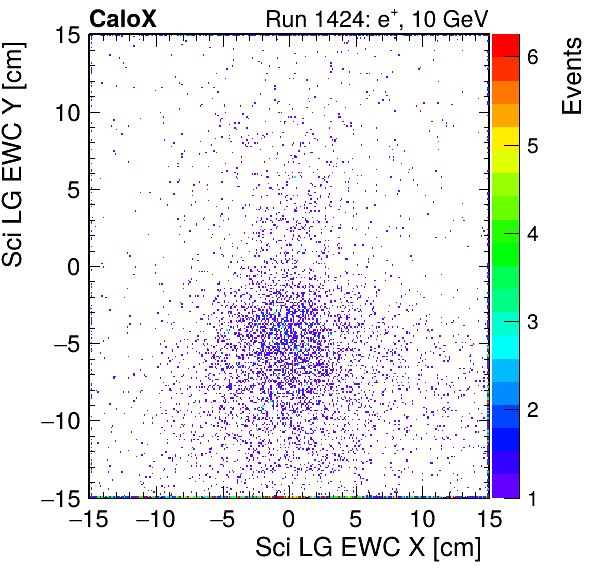 CaloX Run 1424: e+, 10 GeV
Sci LG EWC Y [cm]
15
10
5
0
−5
−10
−15
−15 −10 −5 0 5 10 15
Sci LG EWC X [cm]
Events
6
5
4
3
2
1